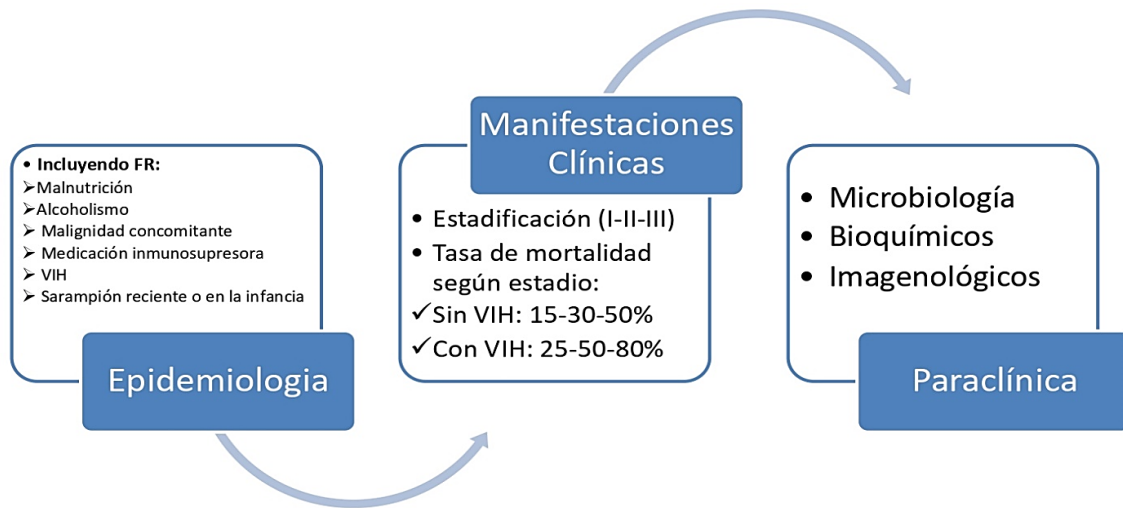 • Incluyendo FR:
➢Malnutrición
➢Alcoholismo
➢ Malignidad concomitante
➢ Medicación inmunosupresora
➢ VIH
➢ Sarampión reciente o en la infancia
Epidemiologia
Manifestaciones
Clínicas
• Estadificación (I-II-III)
• Tasa de mortalidad
según estadio:
✓Sin VIH: 15-30-50%
✓Con VIH: 25-50-80%
• Microbiología
• Bioquímicos
• Imagenológicos
Paraclínica